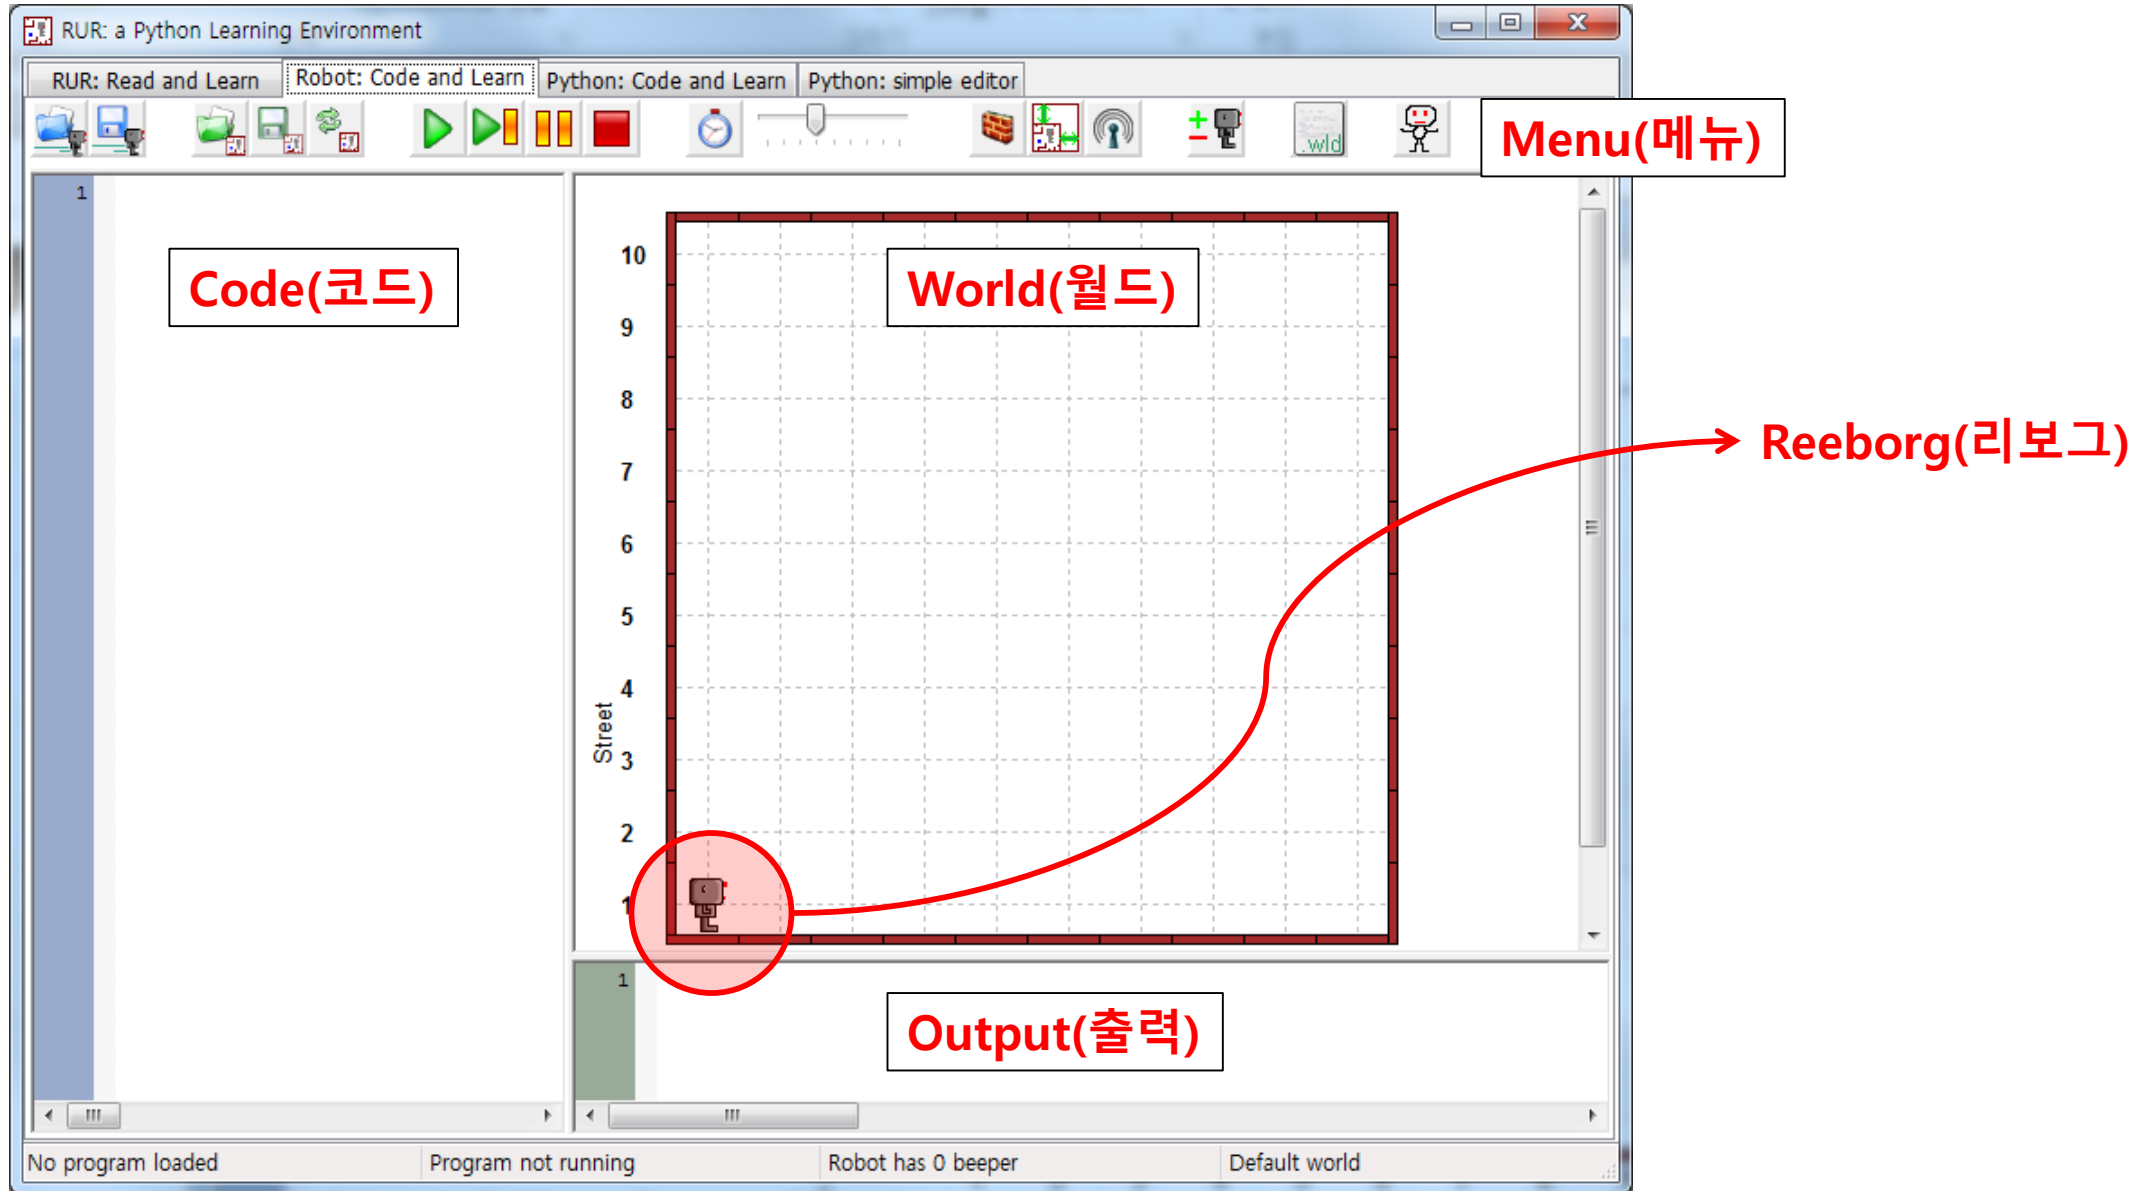 RUR: a Python Learning Environment
RUR: Read and Learn
Robot: Code and Learn
Python: Code and Learn
Python: simple editor
.wld
Menu(메뉴)
1
Code(코드)
World(월드)
10
9
8
7
Reeborg(리보그)
6
5
4
Street
3
2
1
1
Output(출력)
No program loaded
Program not running
Robot has 0 beeper
Default world